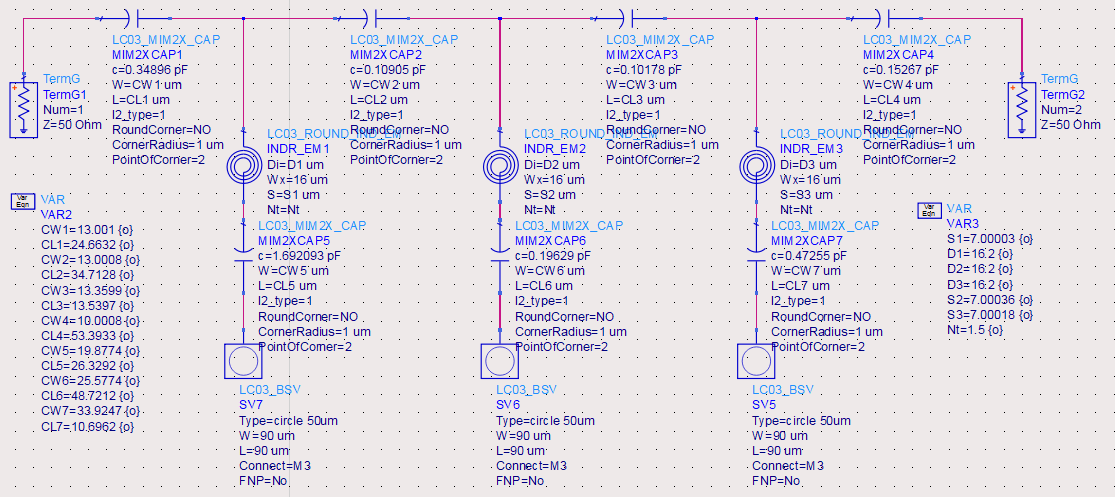 LC03_MIM2X_CAP
MIM2XCAP1
c=0.34896 pF
W=CW1 um
L=CL1 um
I2_type=1
RoundCorner=NO
CornerRadius=1 um
PointOfCorner=2
LC03_MIM2X_CAP
MIM2XCAP2
c=0.10905 pF
W=CW2 um
L=CL2 um
I2_type=1
RoundCorner=NO
CornerRadius=1 um
PointOfCorner=2
LC03_MIM2X_CAP
MIM2XCAP3
c=0.10178 pF
W=CW3 um
L=CL3 um
I2_type=1
RoundCorner=NO
CornerRadius=1 um
PointOfCorner=2
LC03_MIM2X_CAP
MIM2XCAP4
c=0.15267 pF
W=CW4 um
L=CL4 um
I2_type=1
RoundCorner=NO
CornerRadius=1 um
PointOfCorner=2
TermG
TermG1
Num=1
Z=50 Ohm
TermG
TermG2
Num=2
Z=50 Ohm
LC03_ROUND_IND_EM
INDR_EM1
Di=D1 um
Wx=16 um
S=S1 um
Nt=Nt
LC03_ROUND_IND_EM
INDR_EM2
Di=D2 um
Wx=16 um
S=S2 um
Nt=Nt
LC03_ROUND_IND_EM
INDR_EM3
Di=D3 um
Wx=16 um
S=S3 um
Nt=Nt
Var
Eqn
VAR
VAR2
CW1=13.001 {o}
CL1=24.6632 {o}
CW2=13.0008 {o}
CL2=34.7128 {o}
CW3=13.3599 {o}
CL3=13.5397 {o}
CW4=10.0008 {o}
CL4=53.3933 {o}
CW5=19.8774 {o}
CL5=26.3292 {o}
CW6=25.5774 {o}
CL6=48.7212 {o}
CW7=33.9247 {o}
CL7=10.6962 {o}
LC03_MIM2X_CAP
MIM2XCAP5
c=1.692093 pF
W=CW5 um
L=CL5 um
I2_type=1
RoundCorner=NO
CornerRadius=1 um
PointOfCorner=2
LC03_MIM2X_CAP
MIM2XCAP6
c=0.19629 pF
W=CW6 um
L=CL6 um
I2_type=1
RoundCorner=NO
CornerRadius=1 um
PointOfCorner=2
LC03_MIM2X_CAP
MIM2XCAP7
c=0.47255 pF
W=CW7 um
L=CL7 um
I2_type=1
RoundCorner=NO
CornerRadius=1 um
PointOfCorner=2
Var
Eqn
VAR
VAR3
S1=7.00003 {o}
D1=16.2 {o}
D2=16.2 {o}
D3=16.2 {o}
S2=7.00036 {o}
S3=7.00018 {o}
Nt=1.5 {o}
LC03_BSV
SV7
Type=circle 50um
W=90 um
L=90 um
Connect=M3
FNP=No
LC03_BSV
SV6
Type=circle 50um
W=90 um
L=90 um
Connect=M3
FNP=No
LC03_BSV
SV5
Type=circle 50um
W=90 um
L=90 um
Connect=M3
FNP=No